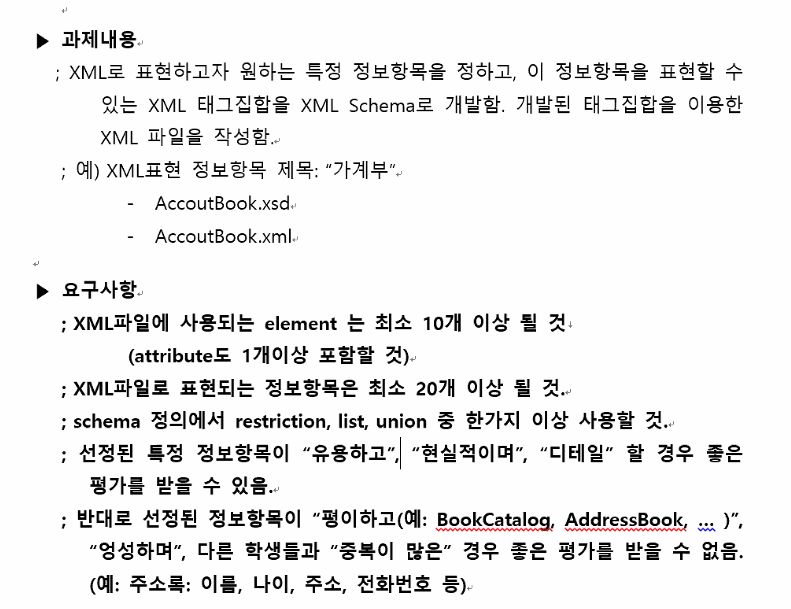 ▶ 과제내용
; XML로 표현하고자 원하는 특정 정보항목을 정하고, 이 정보항목을 표현할 수
있는 XML 태그집합을 XML Schema로 개발함. 개발된 태그집합을 이용한
XML 파일을 작성함.
; 예) XML표현 정보항목 제목: “가계부”
- AccoutBook.xsd
- AccoutBook.xml
▶ 요구사항
; XML파일에 사용되는 element 는 최소 10개 이상 될 것
(attribute도 1개이상 포함할 것)
; XML파일로 표현되는 정보항목은 최소 20개 이상 될 것.
; schema 정의에서 restriction, list, union 중 한가지 이상 사용할 것.
; 선정된 특정 정보항목이 “유용하고”, “현실적이며”, “디테일” 할 경우 좋은
평가를 받을 수 있음.
; 반대로 선정된 정보항목이 “평이하고(예: BookCatalog, AddressBook, … )”,
“엉성하며”, 다른 학생들과 ”중복이 많은” 경우 좋은 평가를 받을 수 없음.
(예: 주소록: 이름, 나이, 주소, 전화번호 등)